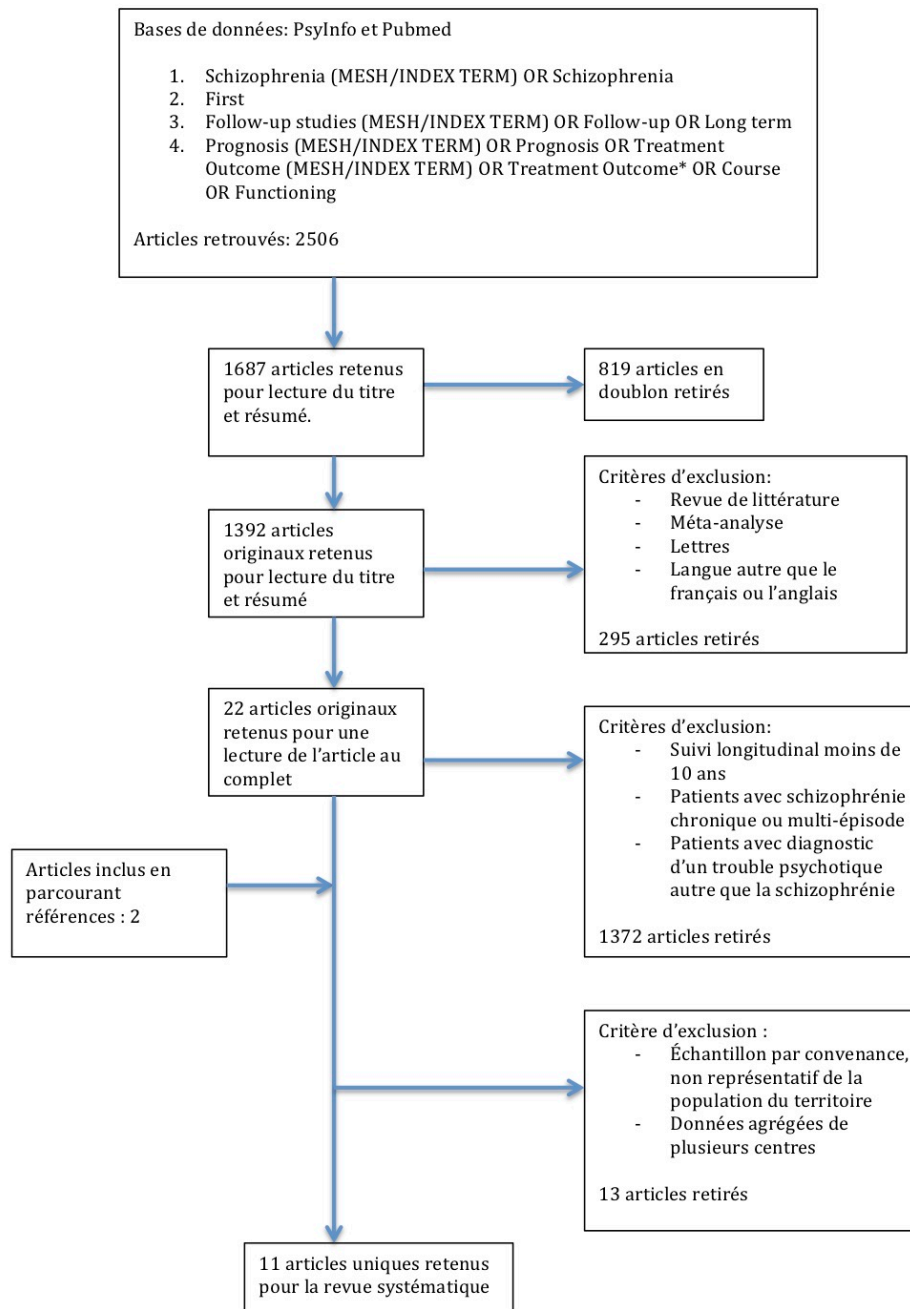 Bases de données: PsyInfo et Pubmed
1. Schizophrenia (MESH/INDEX TERM) OR Schizophrenia
2. First
3. Follow-up studies (MESH/INDEX TERM) OR Follow-up OR Long term
4. Prognosis (MESH/INDEX TERM) OR Prognosis OR Treatment
Outcome (MESH/INDEX TERM) OR Treatment Outcome* OR Course
OR Functioning
Articles retrouvés: 2506
1687 articles retenus
pour lecture du titre
et résumé.
819 articles en
doublon retirés
1392 articles
originaux retenus
pour lecture du titre
et résumé
Critères d'exclusion:
- Revue de littérature
- Méta-analyse
- Lettres
- Langue autre que le
français ou l'anglais
295 articles retirés
22 articles originaux
retenus pour une
lecture de l'article au
complet
Critères d'exclusion:
- Suivi longitudinal moins de
10 ans
- Patients avec schizophrénie
chronique ou multi-épisode
- Patients avec diagnostic
d'un trouble psychotique
autre que la schizophrénie
1372 articles retirés
Articles inclus en
parcourant
références : 2
Critère d'exclusion :
- Échantillon par convenance,
non représentatif de la
population du territoire
- Données agrégées de
plusieurs centres
13 articles retirés
11 articles uniques retenus
pour la revue systématique